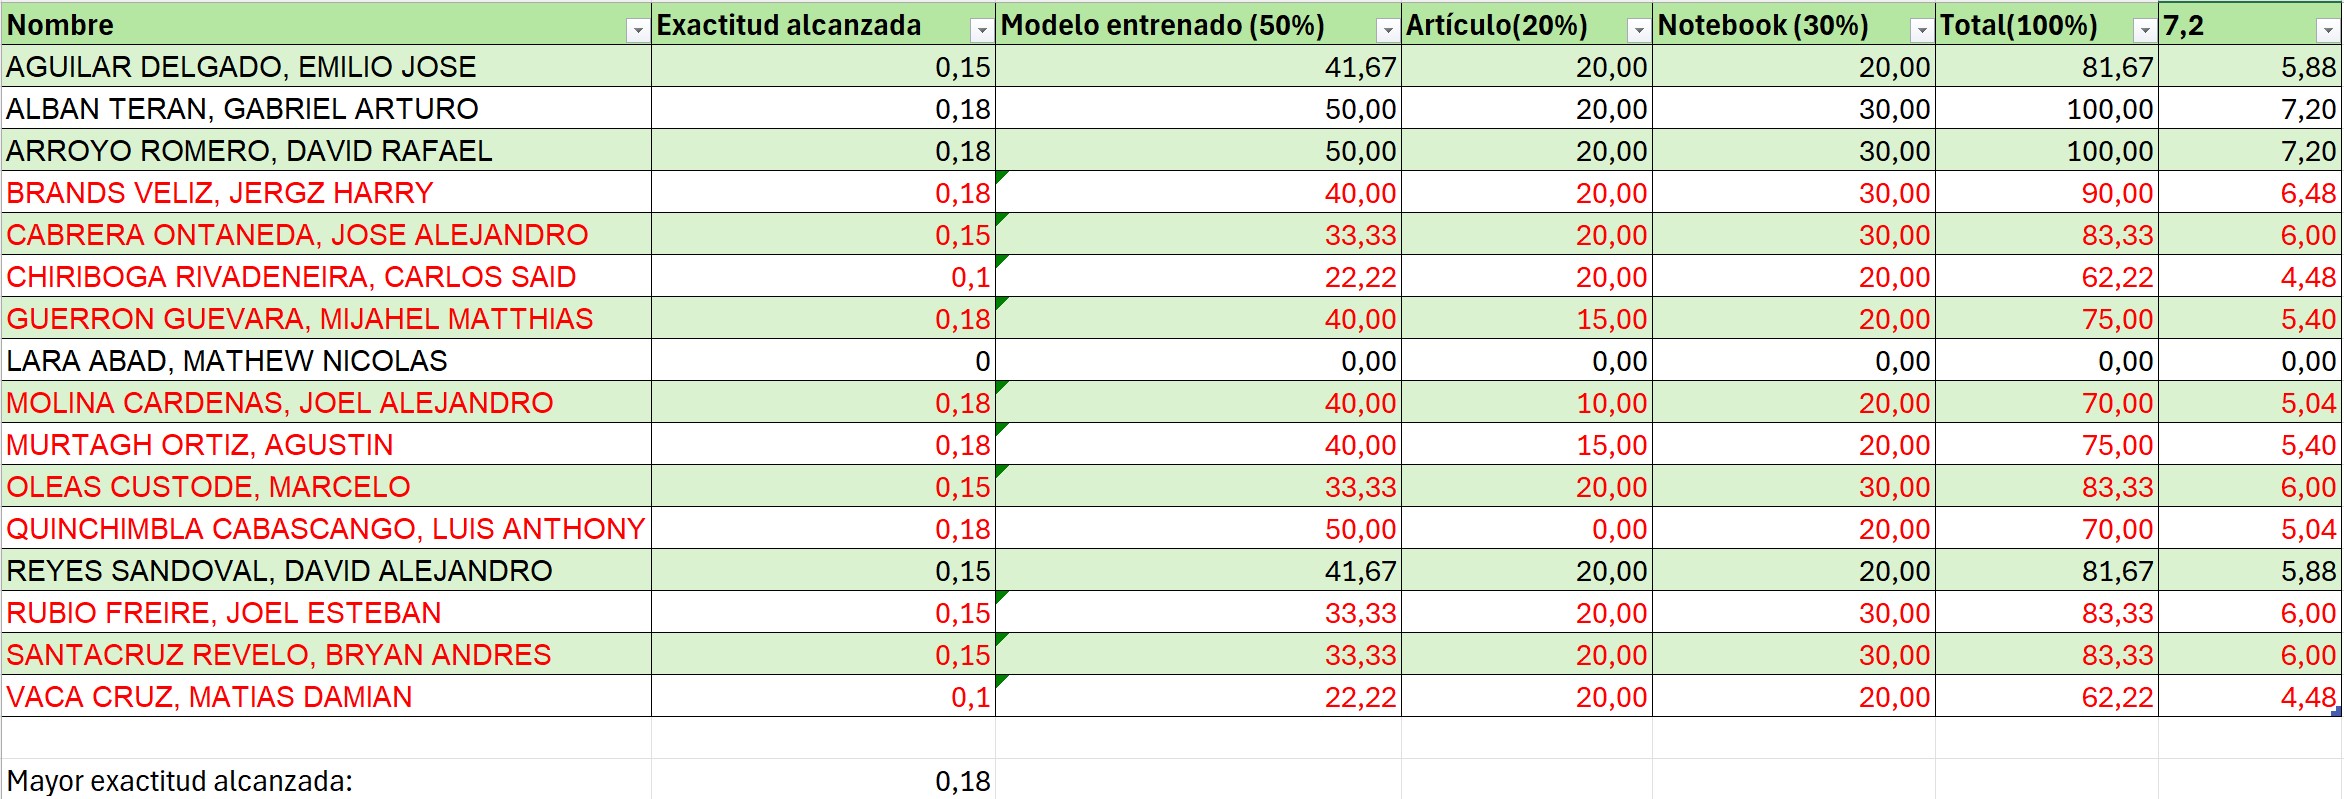 Nombre Exactitud alcanzada Modelo entrenado (50%) Artículo(20%) Notebook (30%) Total(100%) 7,2
AGUILAR DELGADO, EMILIO JOSE 0,15 41,67 20,00 20,00 81,67 5,88
ALBAN TERAN, GABRIEL ARTURO 0,18 50,00 20,00 30,00 100,00 7,20
ARROYO ROMERO, DAVID RAFAEL 0,18 50,00 20,00 30,00 100,00 7,20
BRANDS VELIZ, JERGZ HARRY 0,18 40,00 20,00 30,00 90,00 6,48
CABRERA ONTANEDA, JOSE ALEJANDRO 0,15 33,33 20,00 30,00 83,33 6,00
CHIRIBOGA RIVADENEIRA, CARLOS SAID 0,1 22,22 20,00 20,00 62,22 4,48
GUERRON GUEVARA, MIJAHEL MATTHIAS 0,18 40,00 15,00 20,00 75,00 5,40
LARA ABAD, MATHEW NICOLAS 0 0,00 0,00 0,00 0,00 0,00
MOLINA CARDENAS, JOEL ALEJANDRO 0,18 40,00 10,00 20,00 70,00 5,04
MURTAGH ORTIZ, AGUSTIN 0,18 40,00 15,00 20,00 75,00 5,40
OLEAS CUSTODE, MARCELO 0,15 33,33 20,00 30,00 83,33 6,00
QUINCHIMBLA CABASCANGO, LUIS ANTHONY 0,18 50,00 0,00 20,00 70,00 5,04
REYES SANDOVAL, DAVID ALEJANDRO 0,15 41,67 20,00 20,00 81,67 5,88
RUBIO FREIRE, JOEL ESTEBAN 0,15 33,33 20,00 30,00 83,33 6,00
SANTACRUZ REVELO, BRYAN ANDRES 0,15 33,33 20,00 30,00 83,33 6,00
VACA CRUZ, MATIAS DAMIAN 0,1 22,22 20,00 20,00 62,22 4,48
Mayor exactitud alcanzada: 0,18